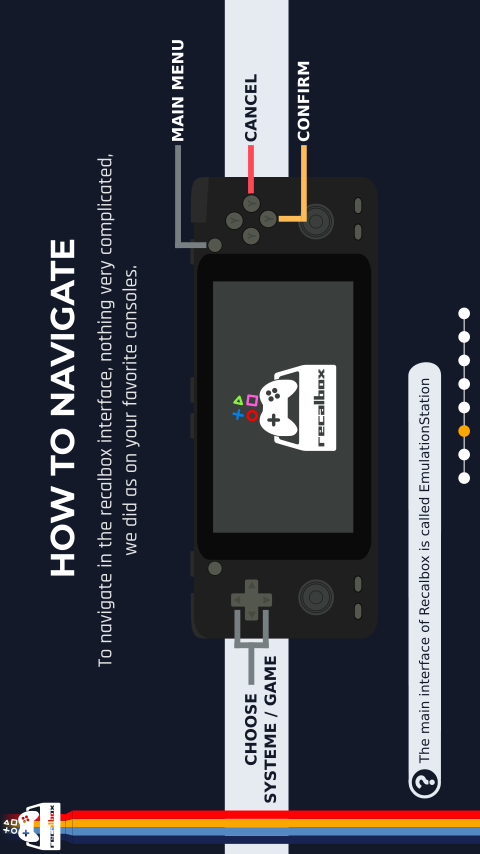 HOW TO NAVIGATE
To navigate in the recalbox interface, nothing very complicated,
we did as on your favorite consoles.
MAIN MENU
CANCEL
CONFIRM
recalbox
CHOOSE
SYSTEME / GAME
? The main interface of Recalbox is called EmulationStation
recalbox